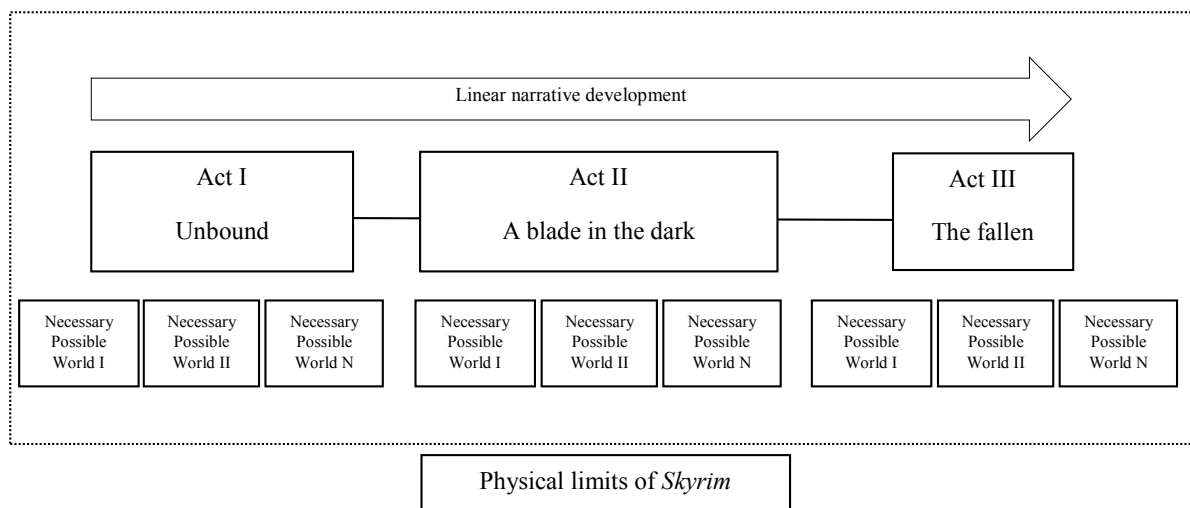 Linear narrative development
Act I
Unbound
Act II
A blade in the dark
Act III
The fallen
Necessary
Possible
World I
Necessary
Possible
World II
Necessary
Possible
World N
Necessary
Possible
World I
Necessary
Possible
World II
Necessary
Possible
World N
Necessary
Possible
World I
Necessary
Possible
World II
Necessary
Possible
World N
Physical limits of Skyrim